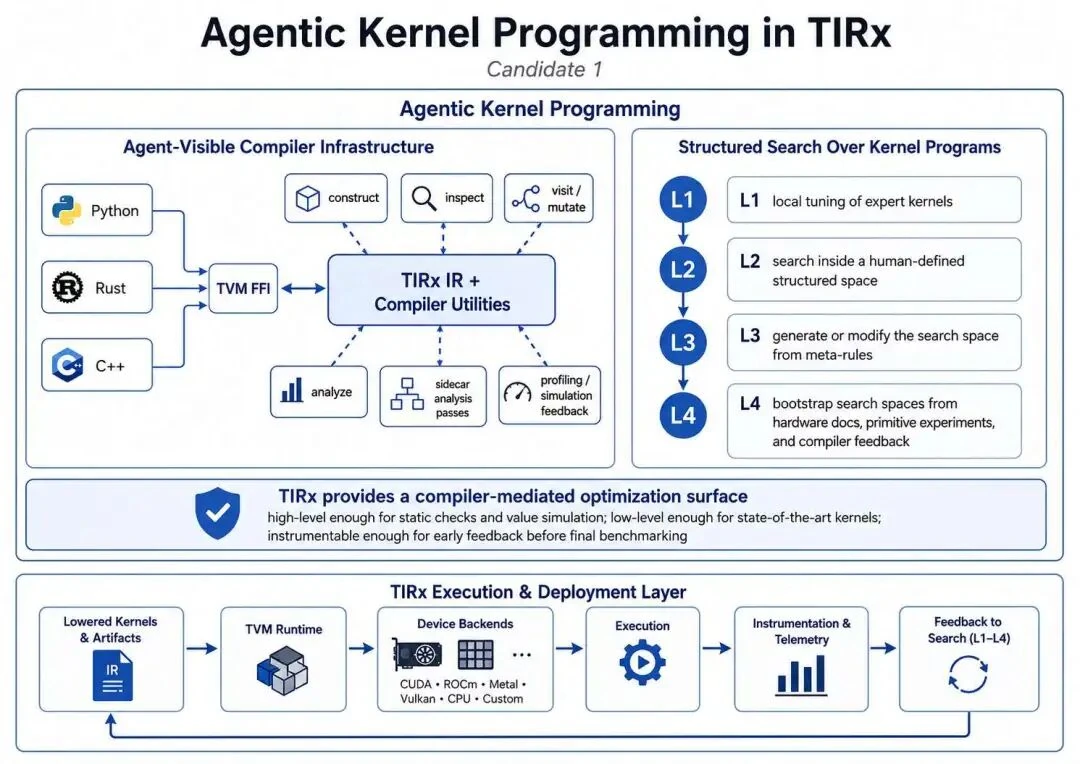 Agentic Kernel Programming in TIRx
Candidate 1
Agentic Kernel Programming
Agent-Visible Compiler Infrastructure
Python
Rust
C++
TVM FFI
construct
inspect
visit /
mutate
TIRx IR +
Compiler Utilities
analyze
sidecar
analysis
passes
profiling /
simulation
feedback
Structured Search Over Kernel Programs
L1
L1 local tuning of expert kernels
L2
L2 search inside a human-defined
structured space
L3
L3 generate or modify the search space
from meta-rules
L4
L4 bootstrap search spaces from
hardware docs, primitive experiments,
and compiler feedback
TIRx provides a compiler-mediated optimization surface
high-level enough for static checks and value simulation; low-level enough for state-of-the-art kernels;
instrumentable enough for early feedback before final benchmarking
TIRx Execution & Deployment Layer
Lowered Kernels
& Artifacts
IR
TVM Runtime
Device Backends
CUDA • ROCm • Metal •
Vulkan • CPU • Custom
Execution
Instrumentation &
Telemetry
Feedback to
Search (L1–L4)